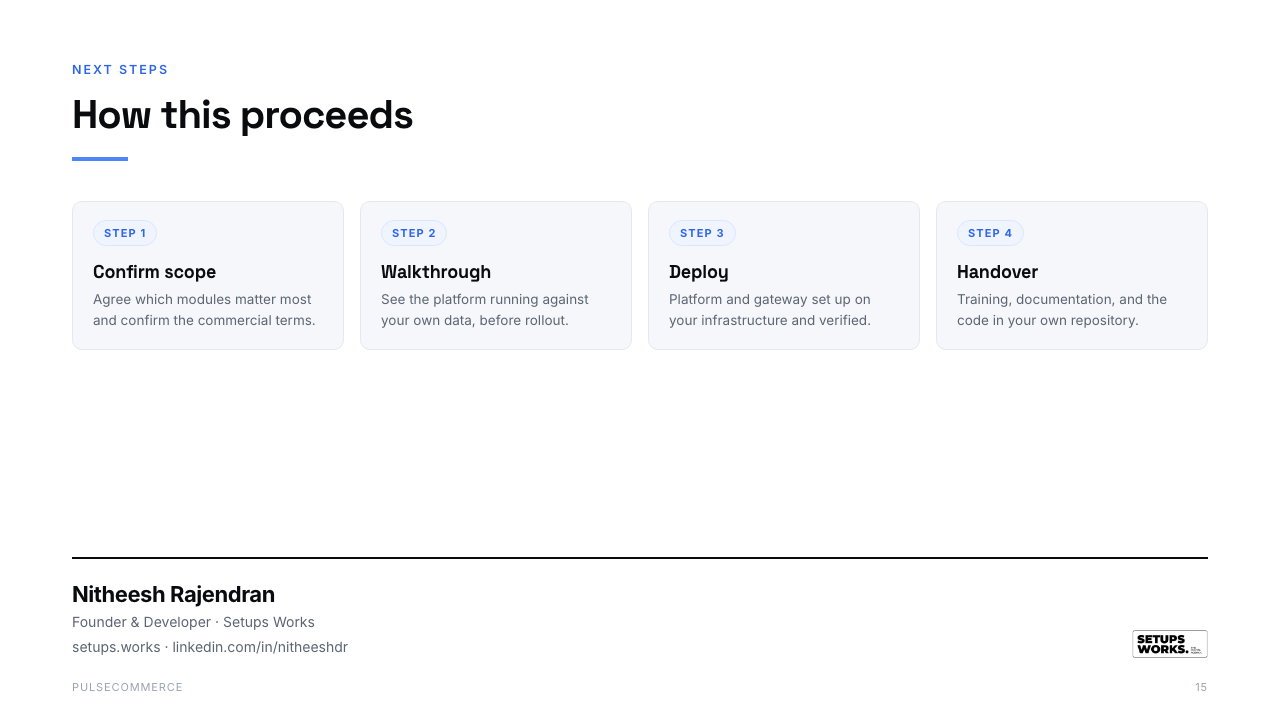 NEXT STEPS
How this proceeds
STEP 1
Confirm scope
Agree which modules matter most
and confirm the commercial terms.
STEP 2
Walkthrough
See the platform running against
your own data, before rollout.
STEP 3
Deploy
Platform and gateway set up on
your infrastructure and verified.
STEP 4
Handover
Training, documentation, and the
code in your own repository.
Nitheesh Rajendran
Founder & Developer · Setups Works
setups.works · linkedin.com/in/nitheeshdr
SETUPS
WORKS.
PULSECOMMERCE
15